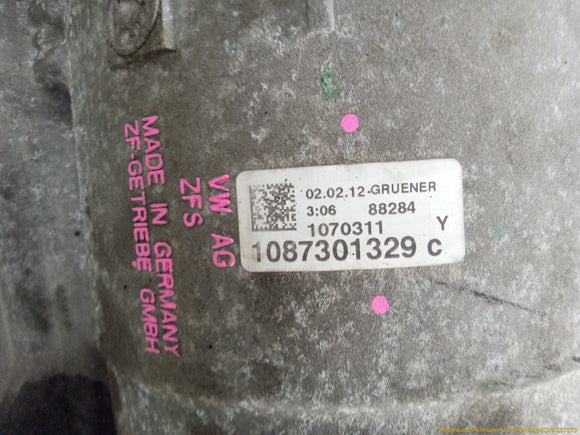 MADE IN GERMANY
ZF-GETRIEBE GMBH
VW AG
ZFS
02.02.12-GRUENER
3:06 88284
1070311 Y
1087301329 C